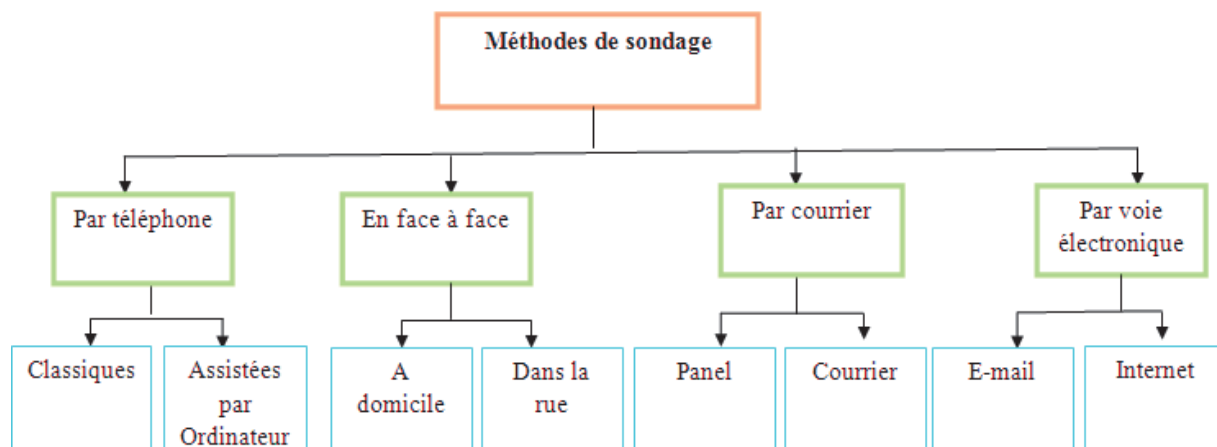 Méthodes de sondage
Par téléphone
En face à face
Par courrier
Par voie
électronique
Classiques
Assistées
par
Ordinateur
A
domicile
Dans la
rue
Panel
Courrier
E-mail
Internet